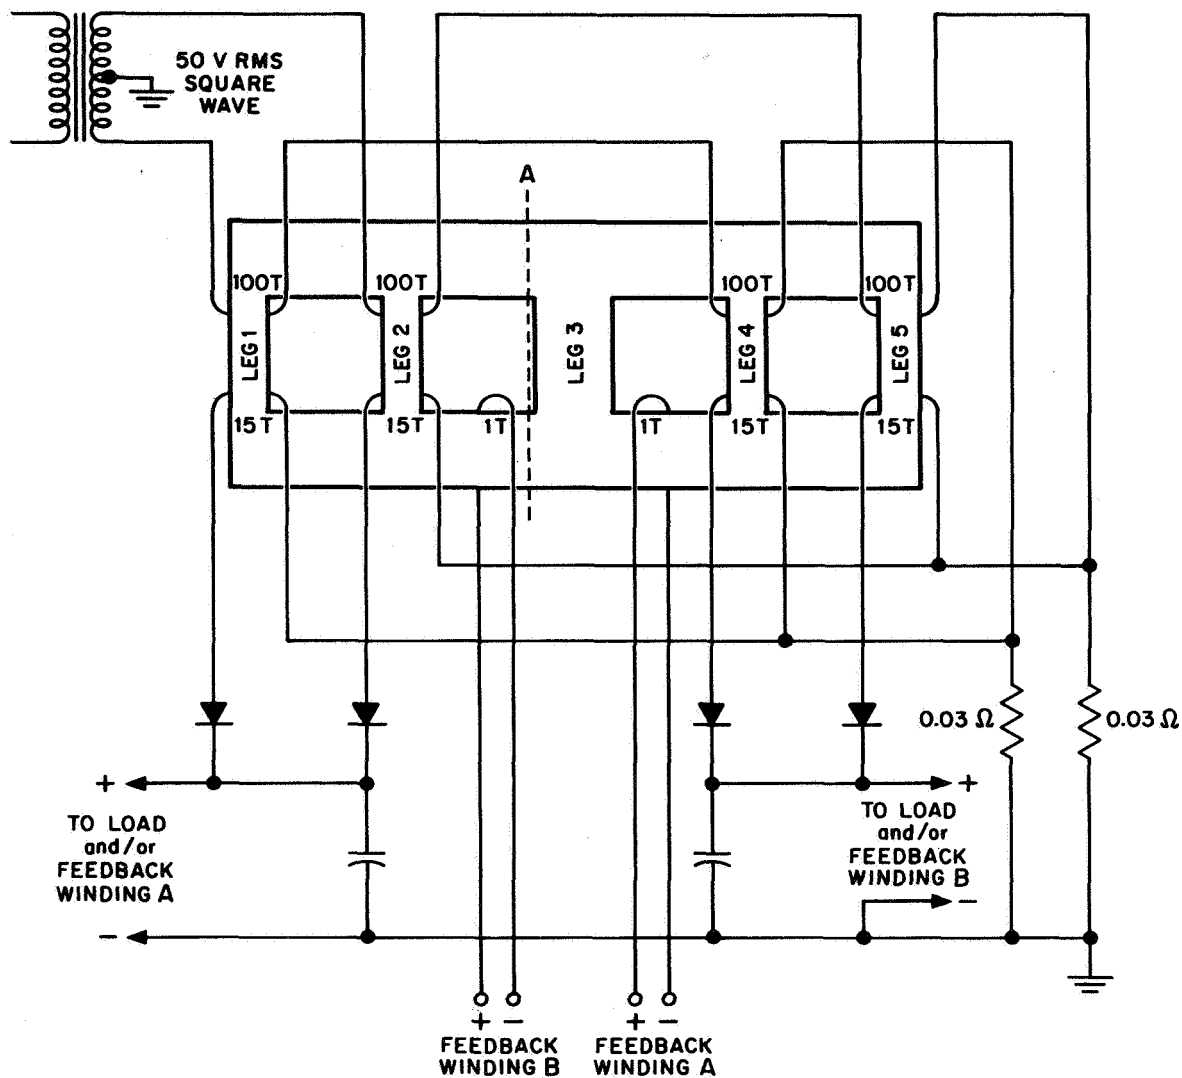 50 V RMS
SQUARE
WAVE
A
100T
100T
100T
100T
LEG 1
LEG 2
LEG 3
LEG 4
LEG 5
15T
15T
1T
1T
15T
15T
0.03 Ω
0.03 Ω
+
TO LOAD
and/or
FEEDBACK
WINDING A
−
+
TO LOAD
and/or
FEEDBACK
WINDING B
−
+ −
FEEDBACK
WINDING B
+ −
FEEDBACK
WINDING A